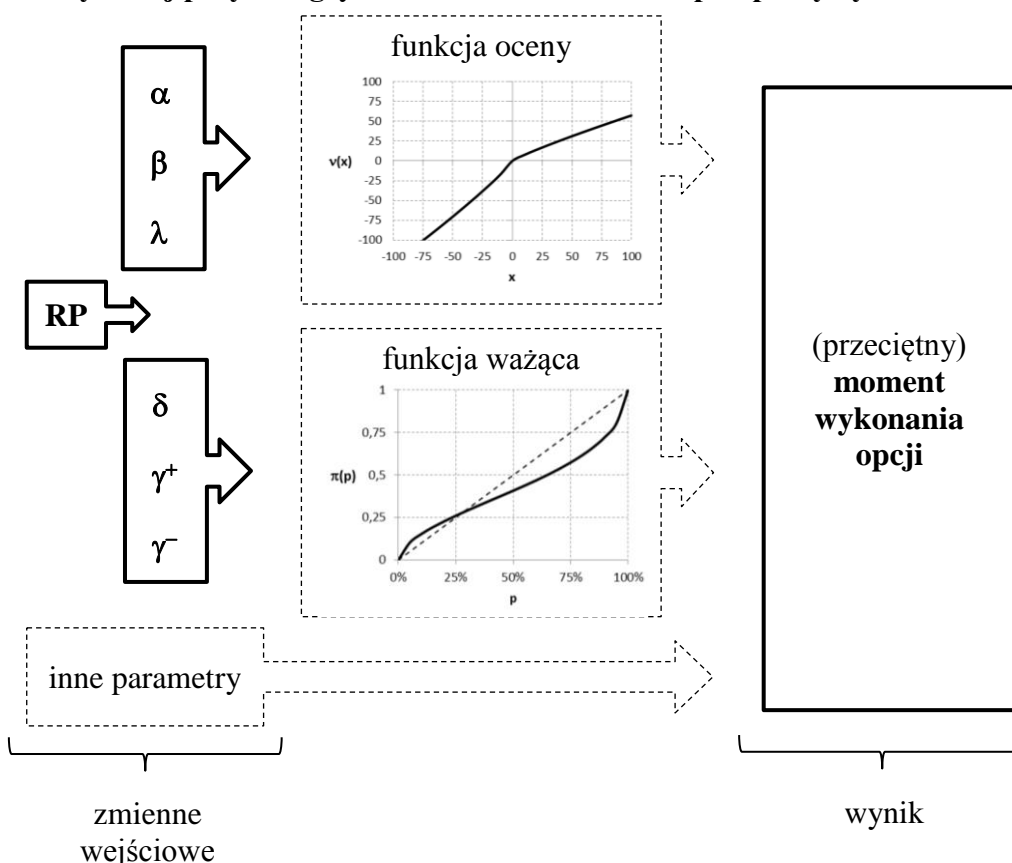 funkcja oceny
α
β
λ
100
75
50
25
0
-25
-50
-75
-100
ν(x)
-100 -75 -50 -25 0 25 50 75 100
x
RP
funkcja ważąca
δ
γ⁺
γ⁻
1
0,75
0,5
0,25
0
π(p)
0% 25% 50% 75% 100%
p
(przeciętny)
moment
wykonania
opcji
inne parametry
zmienne
wejściowe
wynik